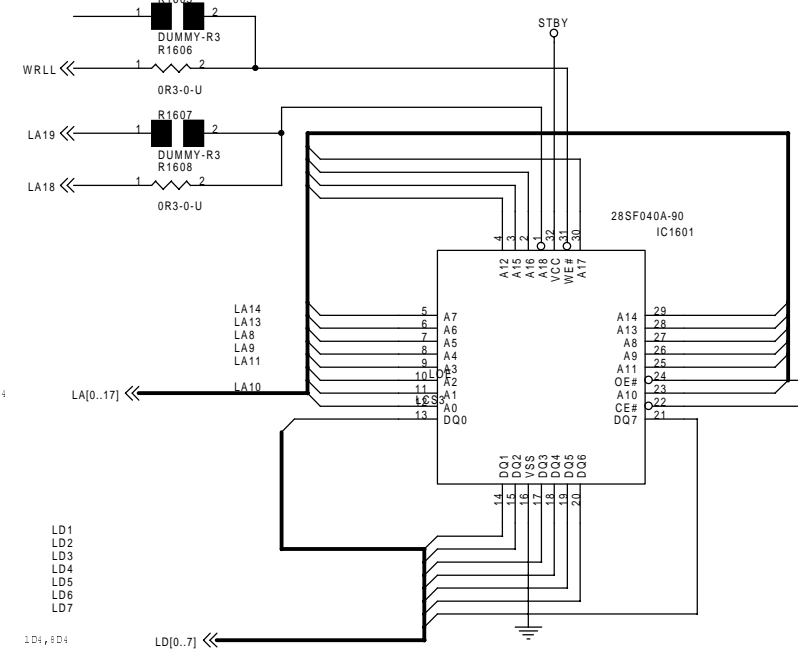 1 2
DUMMY-R3
R1606
WRLL 1 2
0R3-0-U
STBY
R1607
LA19 1 2
DUMMY-R3
R1608
LA18 1 2
0R3-0-U
28SF040A-90
IC1601
4 3 2 1 32 31 30
A12 A15 A16 A18 VCC WE# A17
LA14 5 A7 A14 29
LA13 6 A6 A13 28
LA8 7 A5 A8 27
LA9 8 A4 A9 26
LA11 9 A3 A11 25
10 A2 OE# 24
LA10 11 A1 A10 23
LA[0..17]
LCS3 12 A0 CE# 22
13 DQ0 DQ7 21
DQ1 DQ2 VSS DQ3 DQ4 DQ5 DQ6
14 15 16 17 18 19 20
LD1
LD2
LD3
LD4
LD5
LD6
LD7
1D4,8D4 LD[0..7]